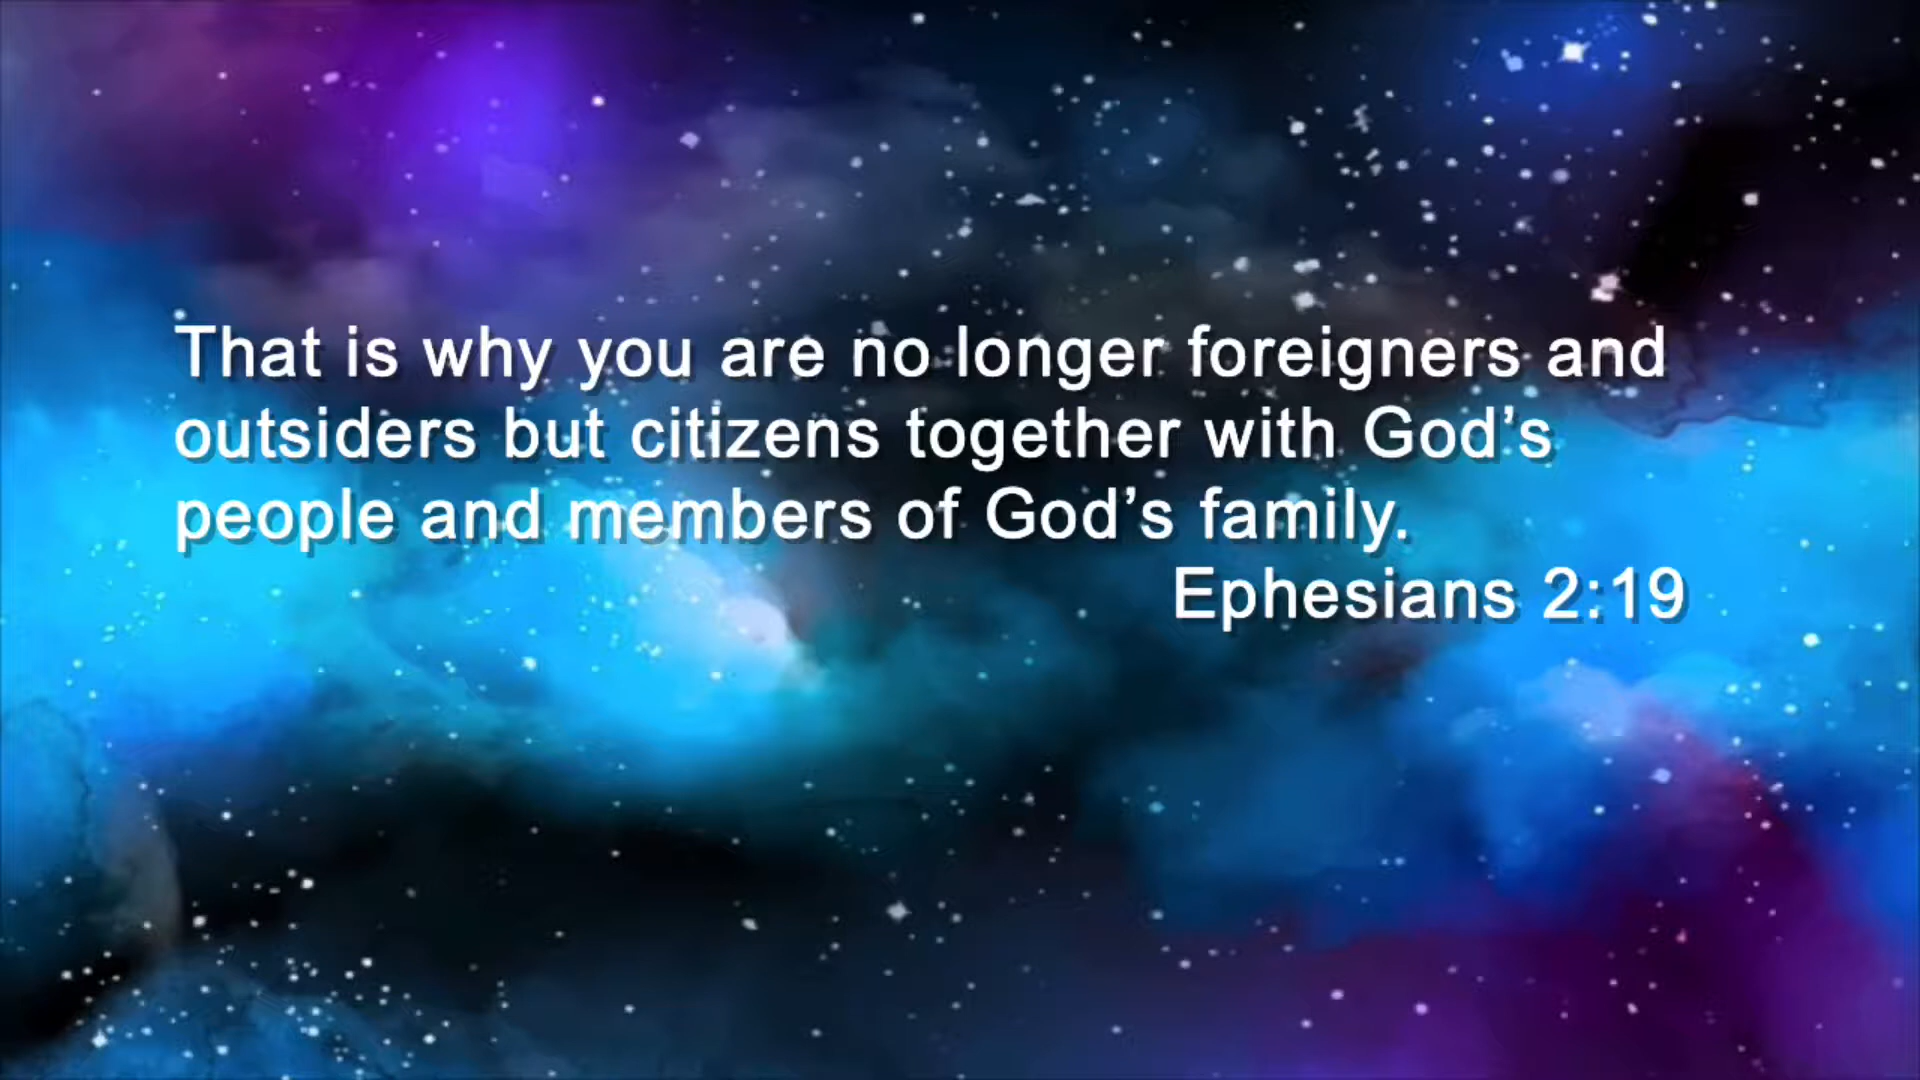 That is why you are no longer foreigners and
outsiders but citizens together with God’s
people and members of God’s family.
Ephesians 2:19